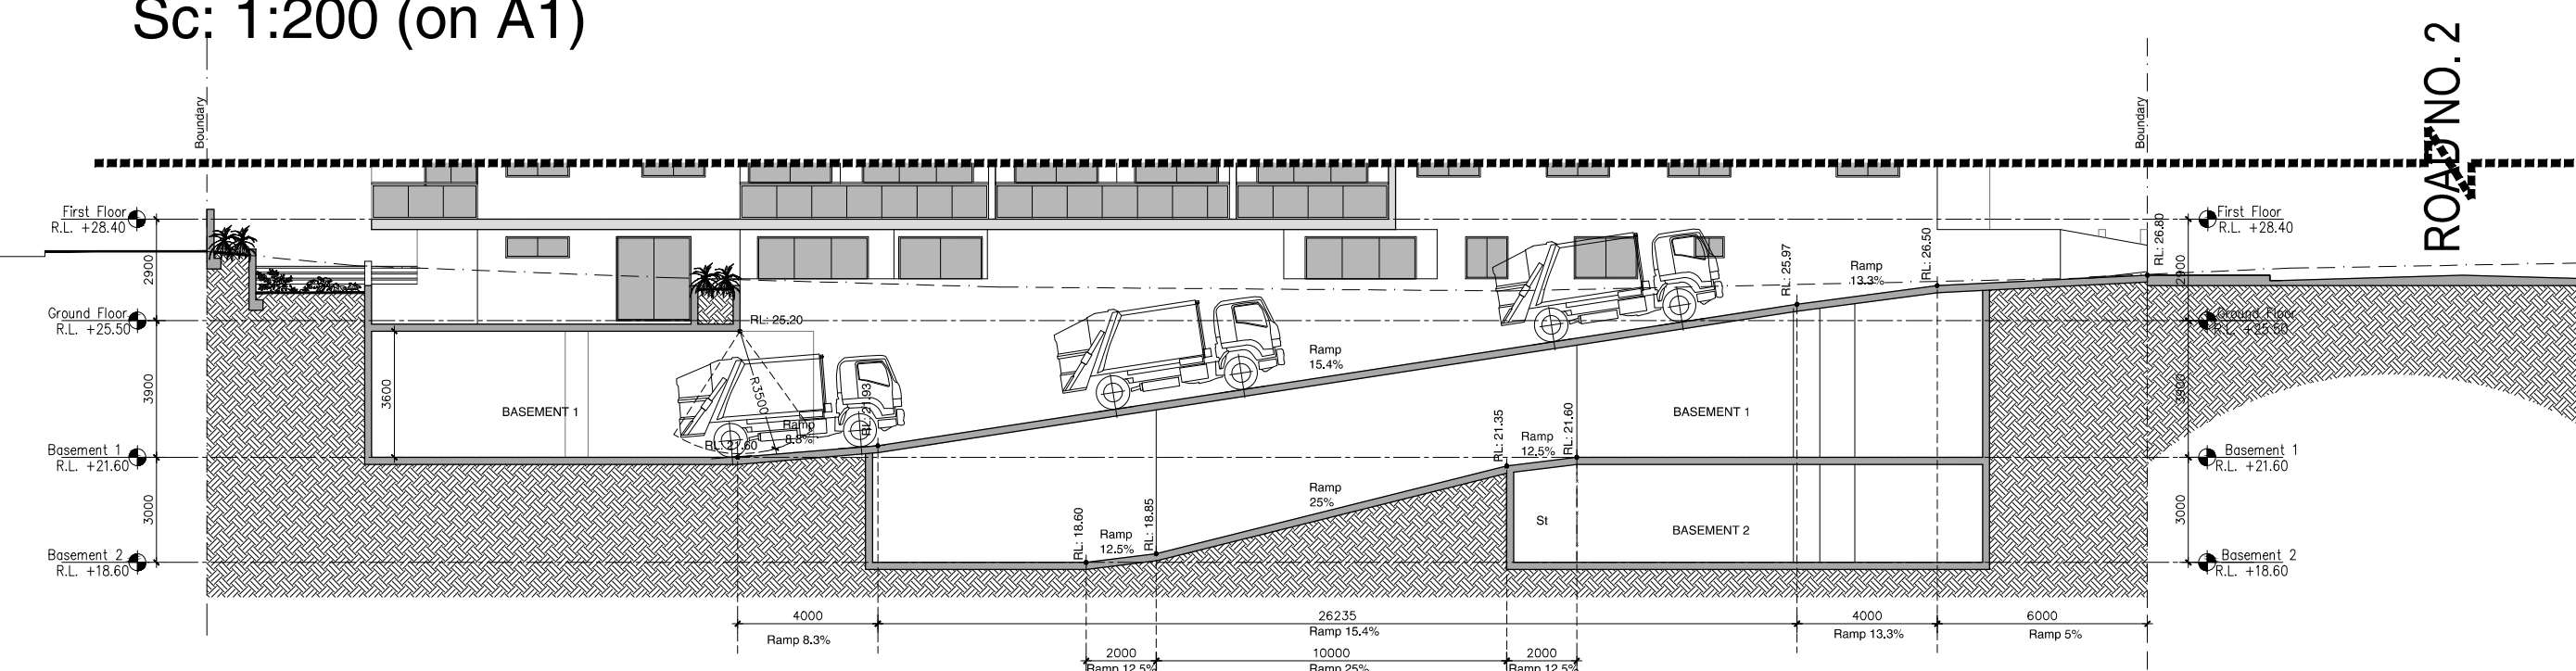 Sc: 1:200 (on A1)
ROAD NO. 2
Boundary
Boundary
First Floor
R.L. +28.40
First Floor
R.L. +28.40
RL: 26.80
RL: 26.50
RL: 25.97
Ramp
13.3%
2900
2900
Ground Floor
R.L. +25.50
Ground Floor
R.L. +25.50
RL: 25.20
Ramp
15.4%
3900
3600
3900
R3500
BASEMENT 1
BASEMENT 1
RL: 21.93
Ramp
8.8%
RL: 21.60
RL: 21.35
Ramp
12.5%
RL: 21.60
Basement 1
R.L. +21.60
Basement 1
R.L. +21.60
Ramp
25%
3000
3000
St
BASEMENT 2
RL: 18.60
Ramp
12.5%
RL: 18.85
Basement 2
R.L. +18.60
Basement 2
R.L. +18.60
4000
26235
4000
6000
Ramp 8.3%
Ramp 15.4%
Ramp 13.3%
Ramp 5%
2000
10000
2000
Ramp 12.5%
Ramp 25%
Ramp 12.5%